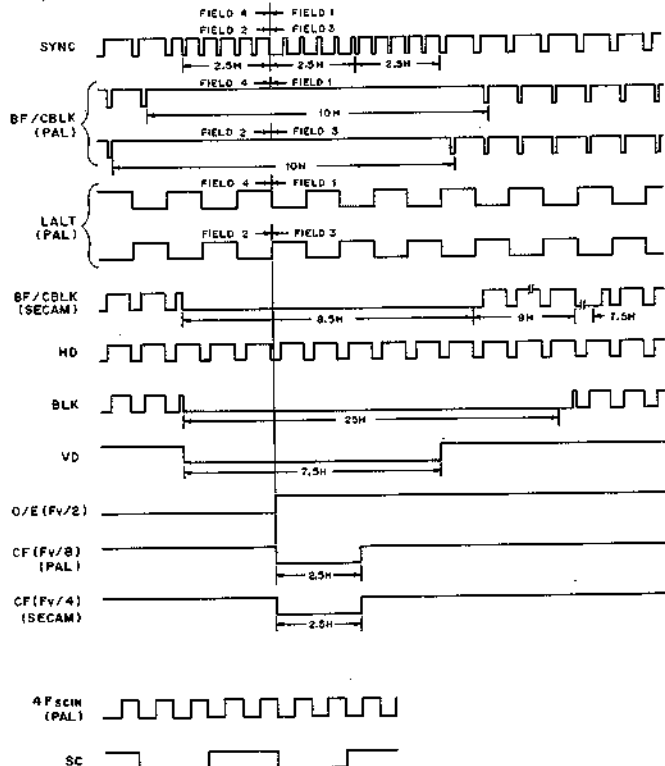 FIELD 4 FIELD 1
FIELD 2 FIELD 3
SYNC
2.5H 2.5H 2.5H
FIELD 4 FIELD 1
BF/CBLK
(PAL)
10H
FIELD 2 FIELD 3
10H
FIELD 4 FIELD 1
LALT
(PAL)
FIELD 2 FIELD 3
BF/CBLK
(SECAM)
8.5H 9H 7.5H
HD
BLK
25H
VD
7.5H
O/E(Fv/2)
CF(Fv/8)
(PAL)
2.5H
CF(Fv/4)
(SECAM)
2.5H
4FSCIN
(PAL)
SC